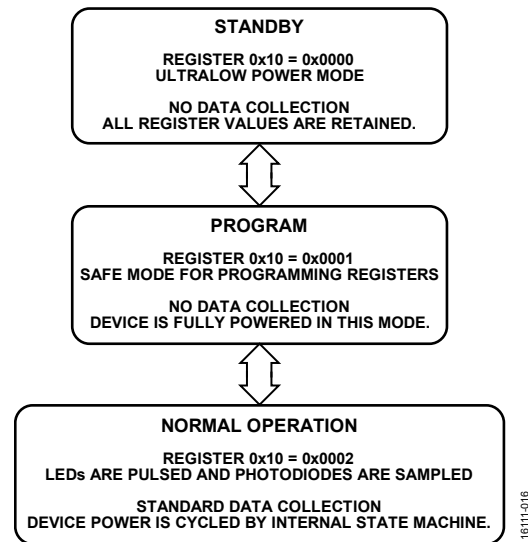 STANDBY
REGISTER 0x10 = 0x0000
ULTRALOW POWER MODE
NO DATA COLLECTION
ALL REGISTER VALUES ARE RETAINED.
PROGRAM
REGISTER 0x10 = 0x0001
SAFE MODE FOR PROGRAMMING REGISTERS
NO DATA COLLECTION
DEVICE IS FULLY POWERED IN THIS MODE.
NORMAL OPERATION
REGISTER 0x10 = 0x0002
LEDs ARE PULSED AND PHOTODIODES ARE SAMPLED
STANDARD DATA COLLECTION
DEVICE POWER IS CYCLED BY INTERNAL STATE MACHINE.
16111-016